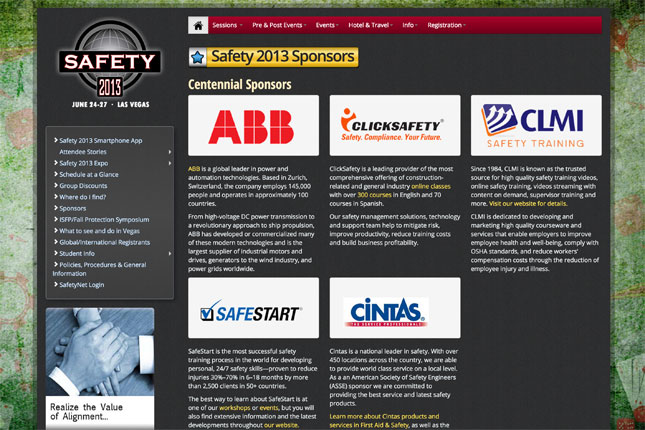 SAFETY
2013
JUNE 24-27 · LAS VEGAS
Sessions
Pre & Post Events
Events
Hotel & Travel
Info
Registration
Safety 2013 Sponsors
Centennial Sponsors
Safety 2013 Smartphone App
Attendee Stories
Safety 2013 Expo
Schedule at a Glance
Group Discounts
Where do I find?
Sponsors
ISFP/Fall Protection Symposium
What to see and do in Vegas
Global/International Registrants
Student Info
Policies, Procedures & General
Information
SafetyNet Login
Realize the Value
of Alignment...
ABB
ABB is a global leader in power and
automation technologies. Based in Zurich,
Switzerland, the company employs 145,000
people and operates in approximately 100
countries.
From high-voltage DC power transmission to
a revolutionary approach to ship propulsion,
ABB has developed or commercialized many
of these modern technologies and is the
largest supplier of industrial motors and
drives, generators to the wind industry, and
power grids worldwide.
CLICKSAFETY
Safety. Compliance. Your Future.
ClickSafety is a leading provider of the most
comprehensive offering of construction-
related and general industry online classes
with over 300 courses in English and 70
courses in Spanish.
Our safety management solutions, technology
and support team help to mitigate risk,
improve productivity, reduce training costs
and build business profitability.
CLMI
SAFETY TRAINING
Since 1984, CLMI is known as the trusted
source for high quality safety training videos,
online safety training, videos streaming with
content on demand, supervisor training and
more. Visit our website for details.
CLMI is dedicated to developing and
marketing high quality courseware and
services that enable employers to improve
employee health and well-being, comply with
OSHA standards, and reduce workers'
compensation costs through the reduction of
employee injury and illness.
SAFESTART
SafeStart is the most successful safety
training process in the world for developing
personal, 24/7 safety skills—proven to reduce
injuries 30%–70% in 6–18 months by more
than 2,500 clients in 50+ countries.
The best way to learn about SafeStart is at
one of our workshops or events, but you will
also find extensive information and the latest
developments throughout our website.
CINTAS
THE SERVICE PROFESSIONALS
Cintas is a national leader in safety. With over
450 locations across the country, we are able
to provide world class service on a local level.
As a an American Society of Safety Engineers
(ASSE) sponsor we are committed to
providing the best service and latest safety
products.
Learn more about Cintas products and
services in First Aid & Safety, as well as the